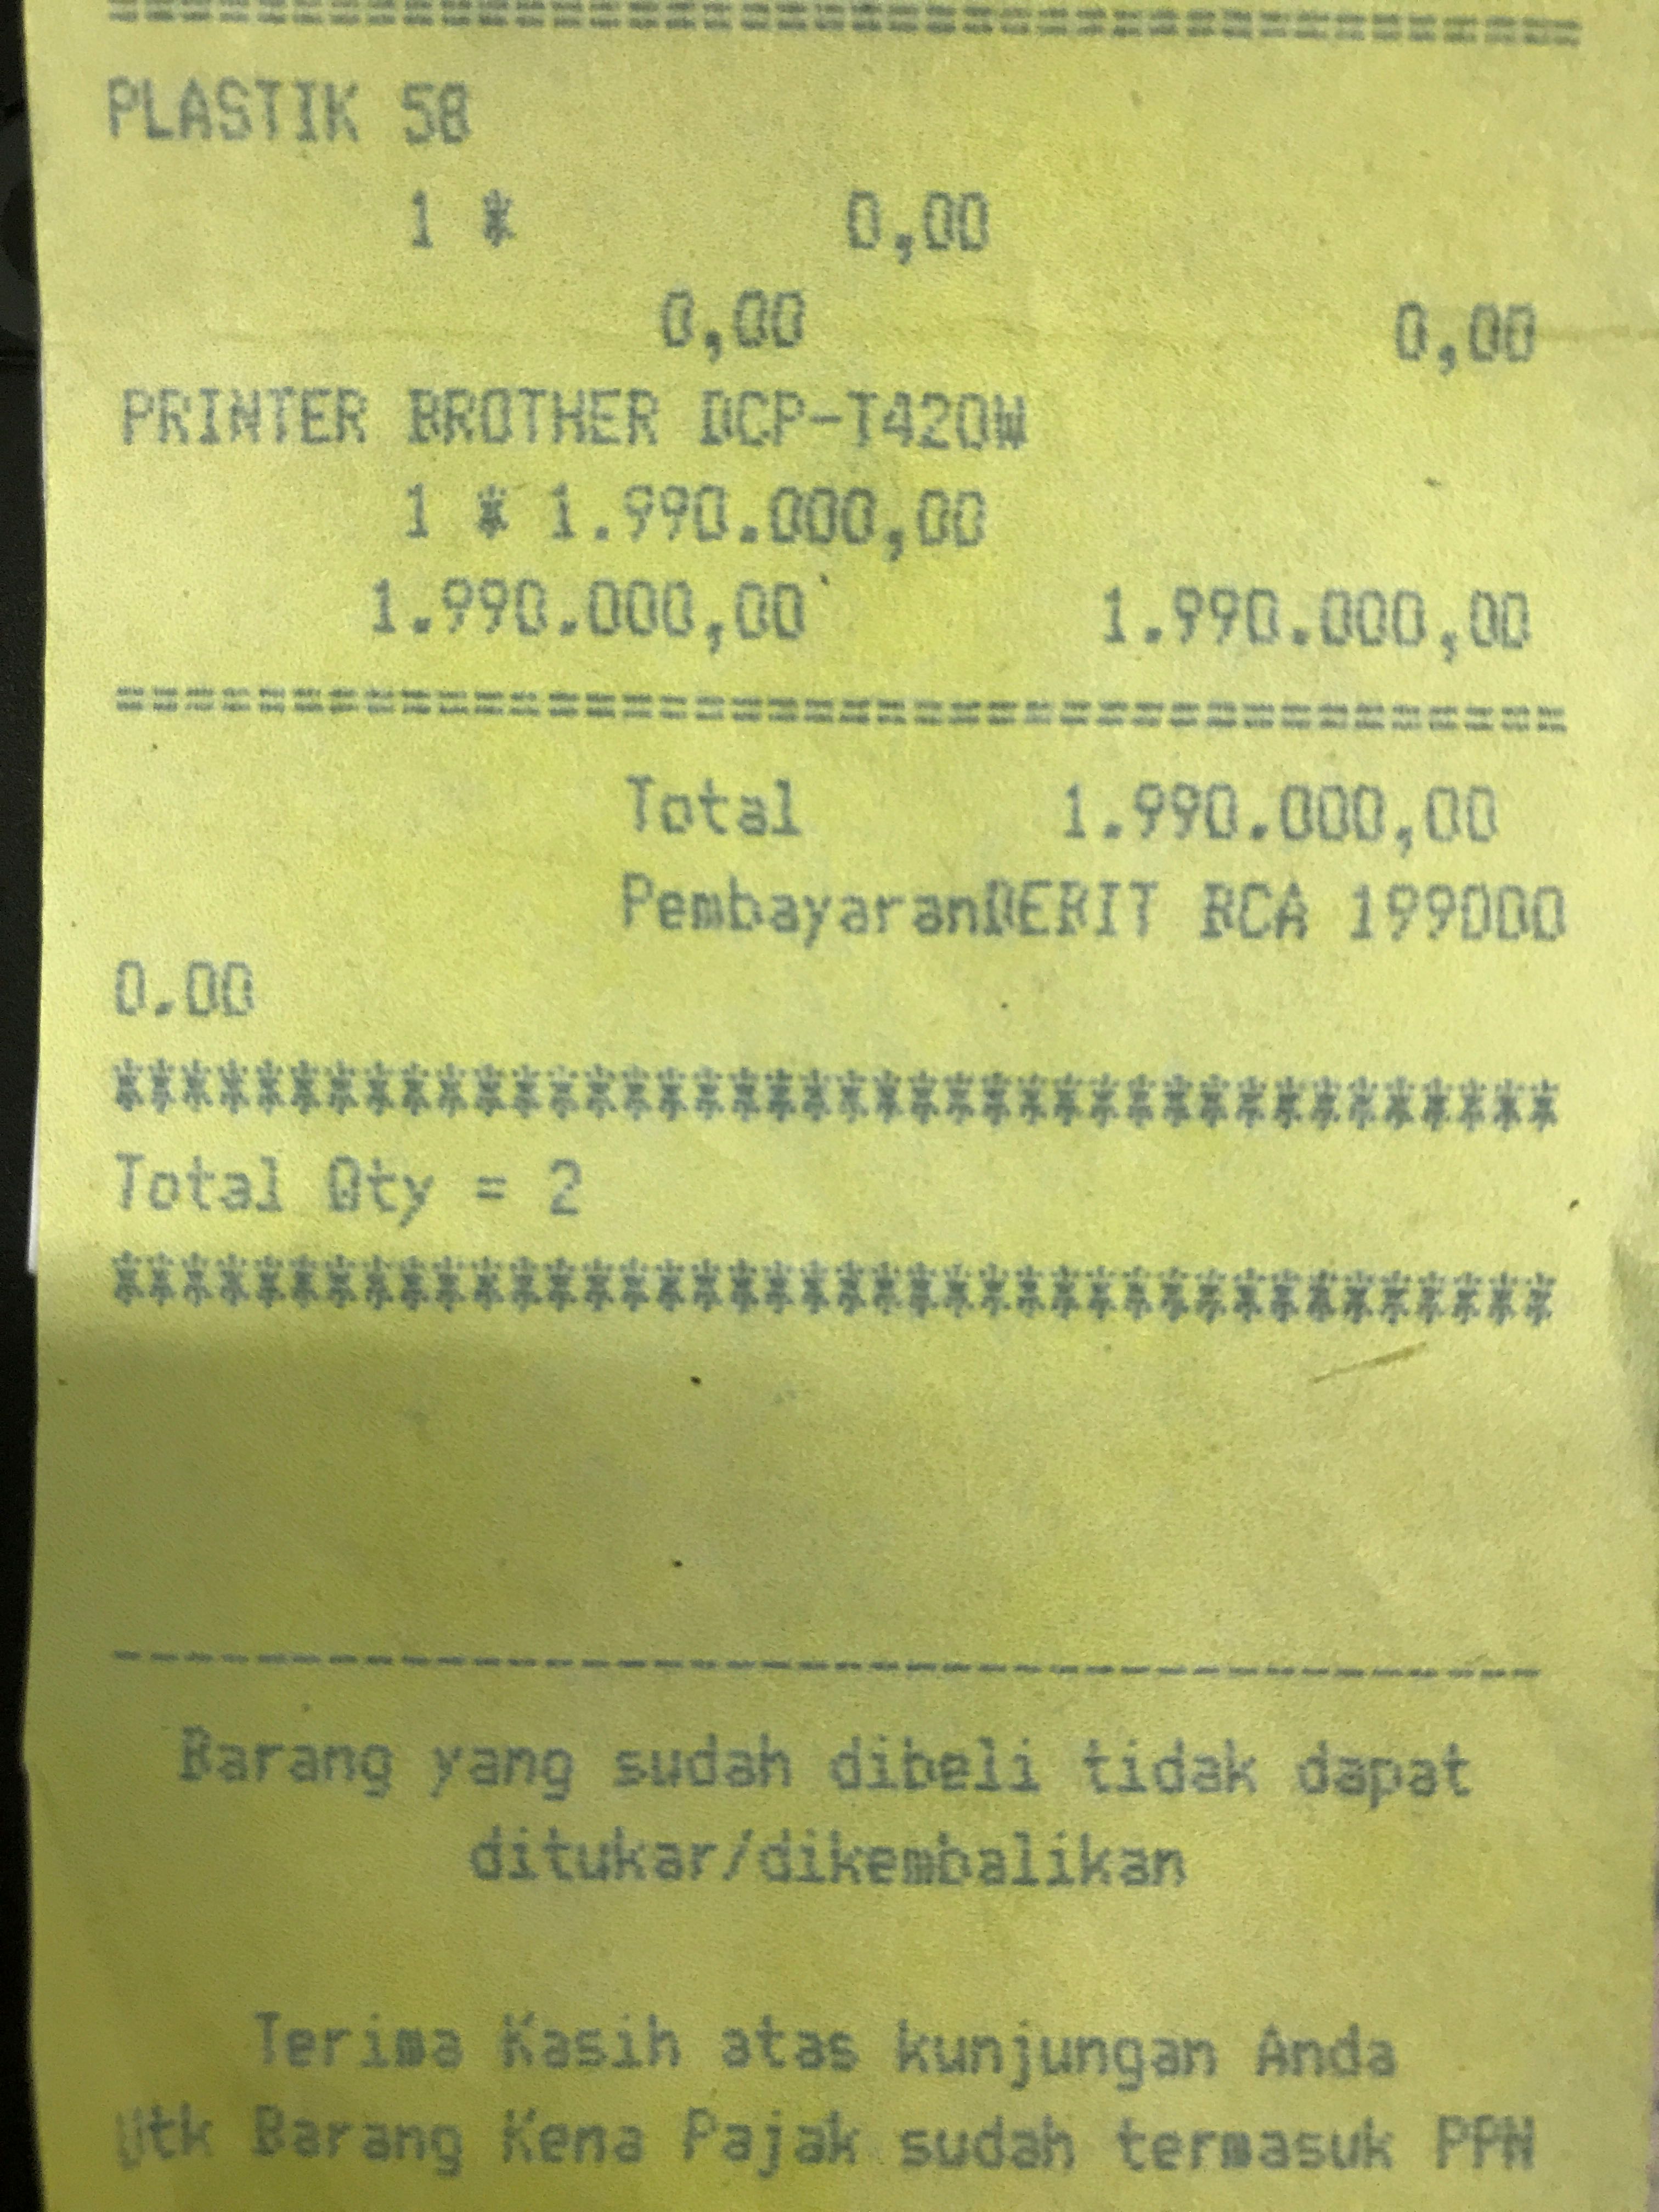 ====================================
PLASTIK 58
1 * 0,00
0,00 0,00
PRINTER BROTHER DCP-T420W
1 * 1.990.000,00
1.990.000,00 1.990.000,00
=========================================
Total 1.990.000,00
PembayaranDEBIT BCA 199000
0.00
****************************************
Total Qty = 2
****************************************
----------------------------------------
Barang yang sudah dibeli tidak dapat
ditukar/dikembalikan
Terima Kasih atas kunjungan Anda
Utk Barang Kena Pajak sudah termasuk PPN